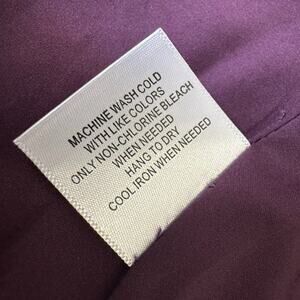 MACHINE WASH COLD
WITH LIKE COLORS
ONLY NON-CHLORINE BLEACH
WHEN NEEDED
HANG TO DRY
COOL IRON WHEN NEEDED